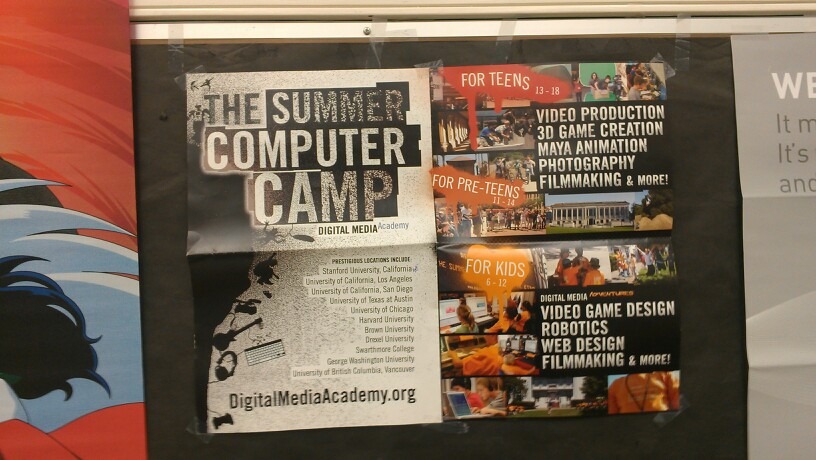 THE SUMMER
COMPUTER
CAMP
DIGITAL MEDIA Academy
PRESTIGIOUS LOCATIONS INCLUDE:
Stanford University, California
University of California, Los Angeles
University of California, San Diego
University of Texas at Austin
University of Chicago
Harvard University
Brown University
Drexel University
Swarthmore College
George Washington University
University of British Columbia, Vancouver
DigitalMediaAcademy.org
FOR TEENS
13 - 18
VIDEO PRODUCTION
3D GAME CREATION
MAYA ANIMATION
PHOTOGRAPHY
FILMMAKING & MORE!
FOR PRE-TEENS
11 - 14
THE SUM
FOR KIDS
6 - 12
DIGITAL MEDIA ADVENTURES
VIDEO GAME DESIGN
ROBOTICS
WEB DESIGN
FILMMAKING & MORE!
WE
It
It's
and